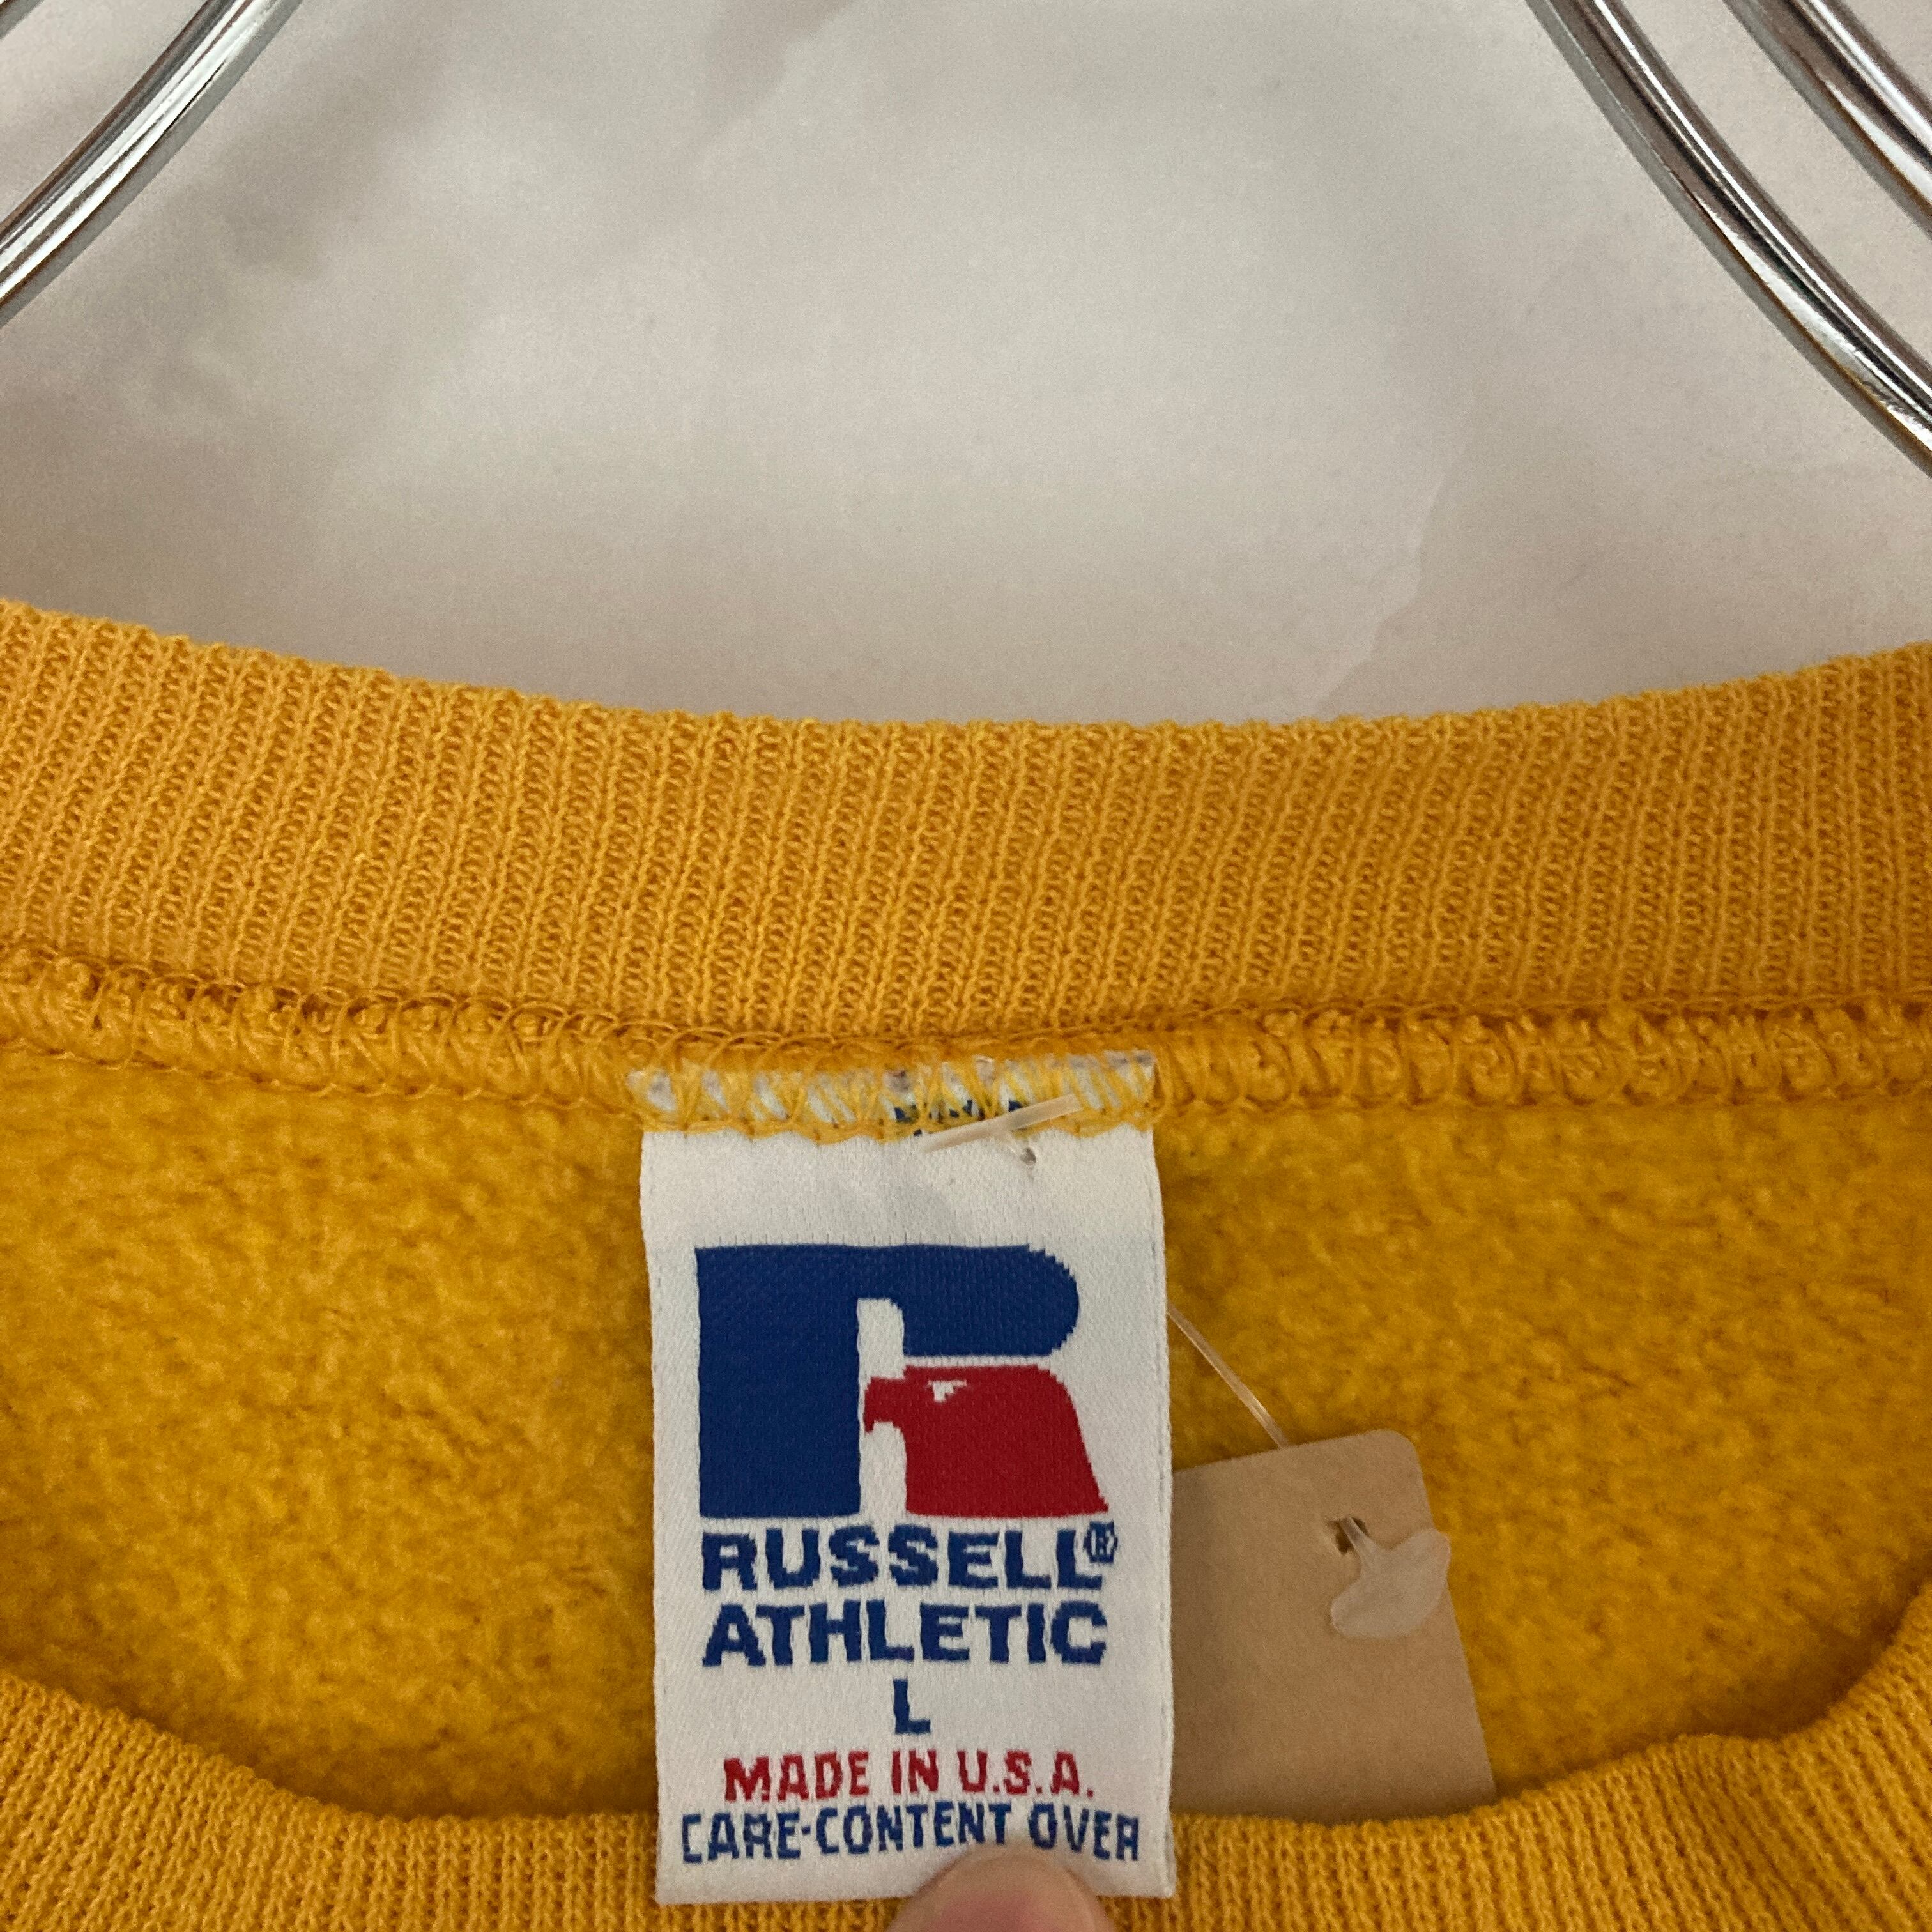 RUSSELL®
ATHLETIC
L
MADE IN U.S.A.
CARE-CONTENT OVER